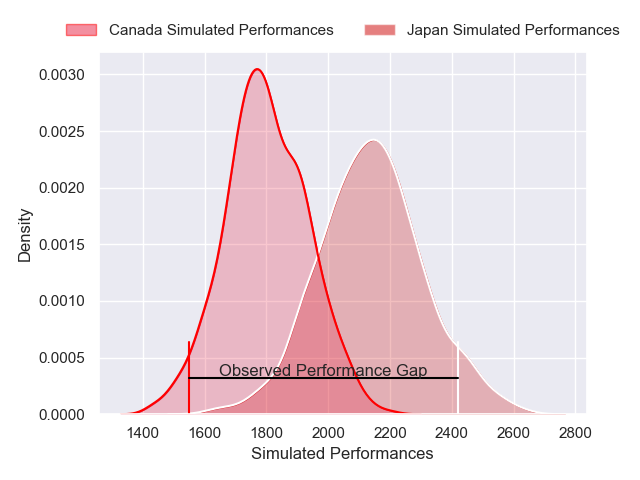 Canada Simulated Performances
Japan Simulated Performances
0.0030
0.0025
0.0020
0.0015
0.0010
0.0005
0.0000
Density
Observed Performance Gap
1400 1600 1800 2000 2200 2400 2600 2800
Simulated Performances